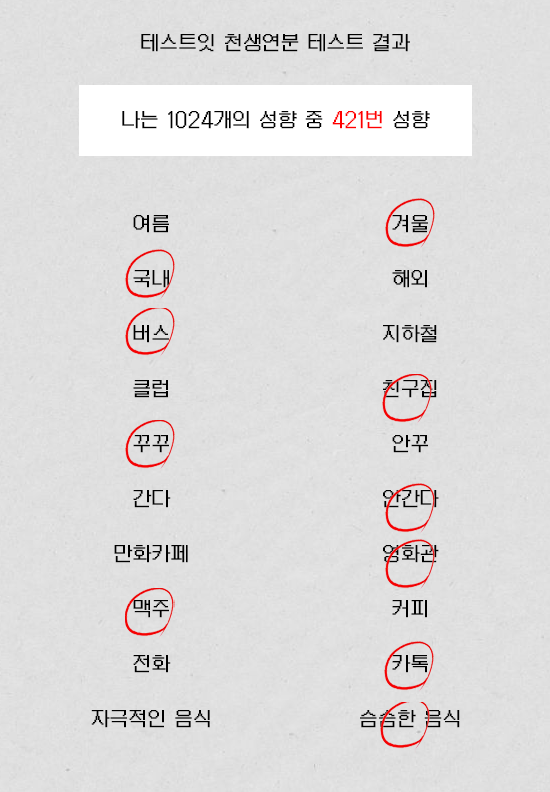 테스트잇 천생연분 테스트 결과
나는 1024개의 성향 중 421번 성향
여름 겨울
국내 해외
버스 지하철
클럽 친구집
꾸꾸 안꾸
간다 안간다
만화카페 영화관
맥주 커피
전화 카톡
자극적인 음식 슴슴한 음식